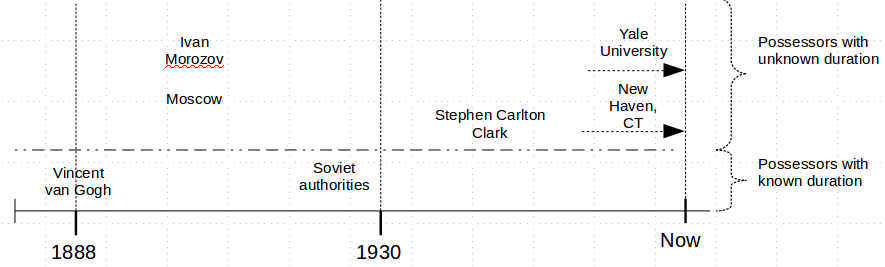 Ivan
Morozov
Moscow
Yale
University
New
Haven,
CT
Stephen Carlton
Clark
Possessors with
unknown duration
Vincent
van Gogh
Soviet
authorities
Possessors with
known duration
1888
1930
Now